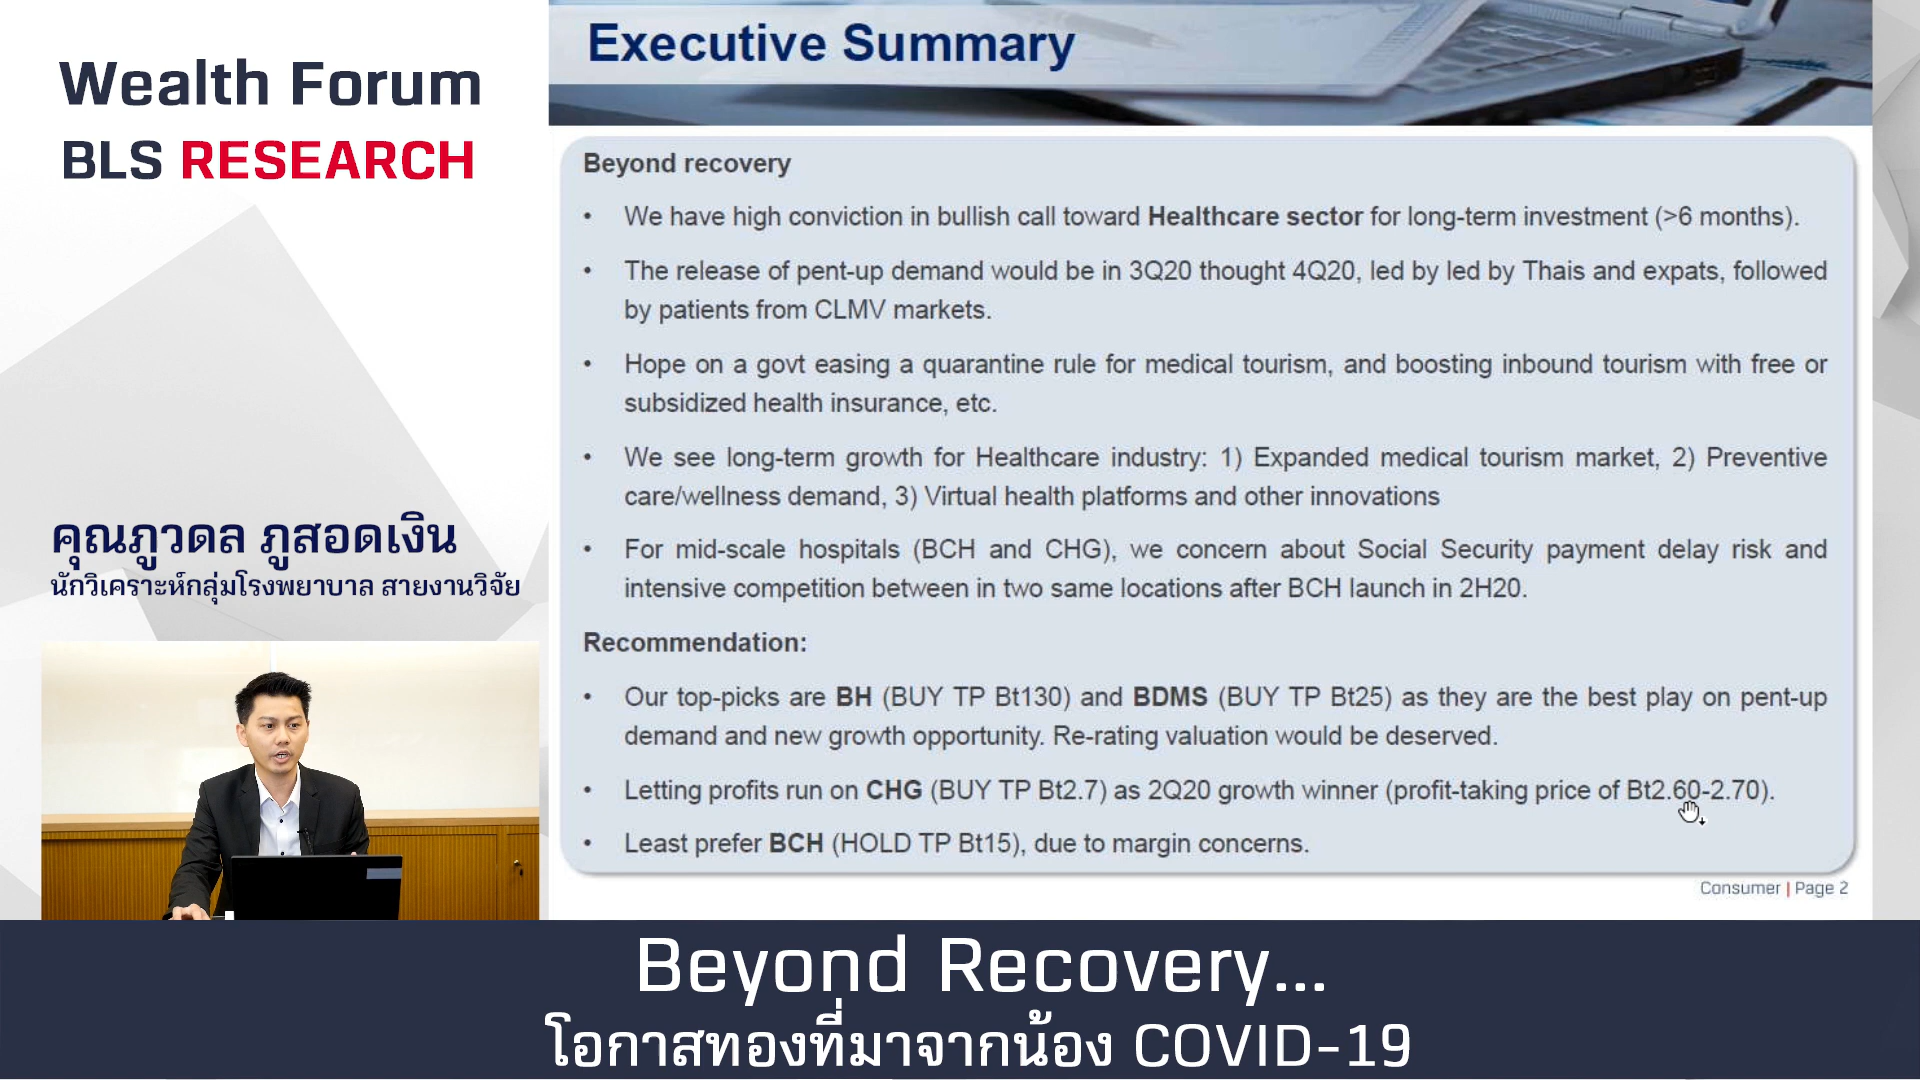 Wealth Forum
BLS RESEARCH
คุณภูวดล ภูสอดเงิน
นักวิเคราะห์กลุ่มโรงพยาบาล สายงานวิจัย
Executive Summary
Beyond recovery
• We have high conviction in bullish call toward Healthcare sector for long-term investment (>6 months).
• The release of pent-up demand would be in 3Q20 thought 4Q20, led by led by Thais and expats, followed
by patients from CLMV markets.
• Hope on a govt easing a quarantine rule for medical tourism, and boosting inbound tourism with free or
subsidized health insurance, etc.
• We see long-term growth for Healthcare industry: 1) Expanded medical tourism market, 2) Preventive
care/wellness demand, 3) Virtual health platforms and other innovations
• For mid-scale hospitals (BCH and CHG), we concern about Social Security payment delay risk and
intensive competition between in two same locations after BCH launch in 2H20.
Recommendation:
• Our top-picks are BH (BUY TP Bt130) and BDMS (BUY TP Bt25) as they are the best play on pent-up
demand and new growth opportunity. Re-rating valuation would be deserved.
• Letting profits run on CHG (BUY TP Bt2.7) as 2Q20 growth winner (profit-taking price of Bt2.60-2.70).
• Least prefer BCH (HOLD TP Bt15), due to margin concerns.
Consumer | Page 2
Beyond Recovery...
โอกาสทองที่มาจากน้อง COVID-19